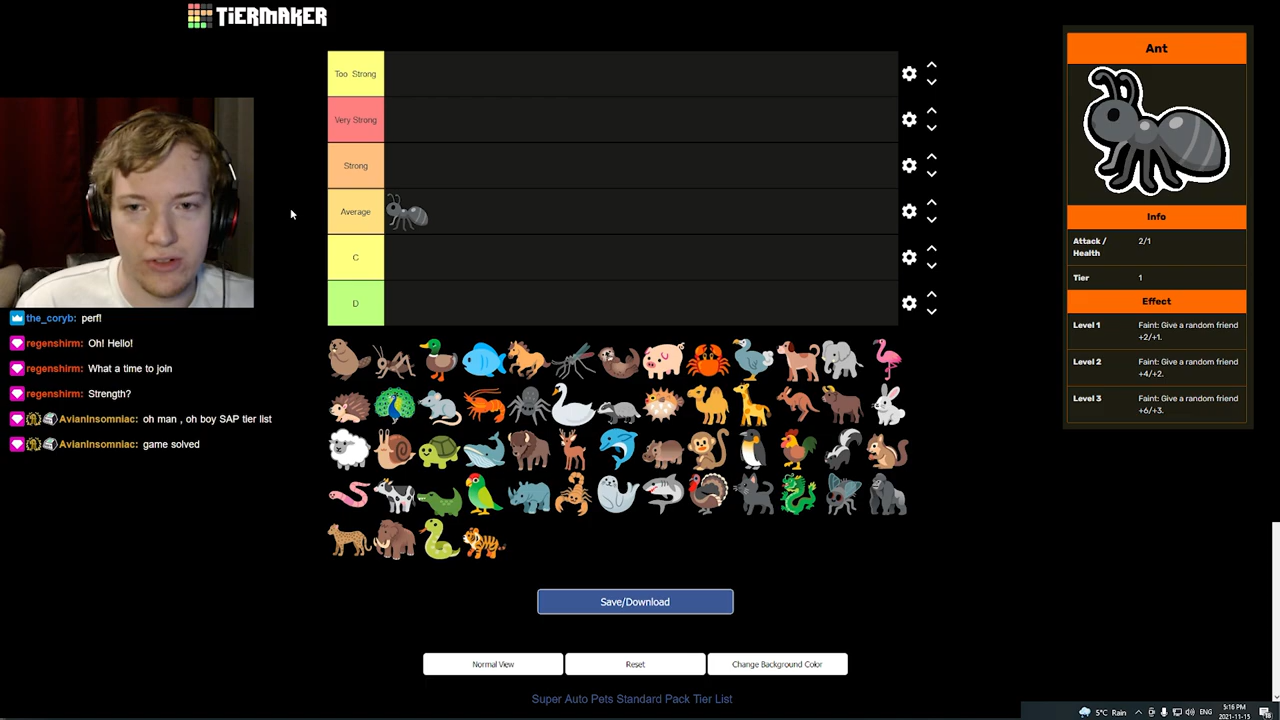 TiERMAKER
Too Strong
Very Strong
Strong
Average
C
D
the_coryb: perf!
regenshirm: Oh! Hello!
regenshirm: What a time to join
regenshirm: Strength?
AvianInsomniac: oh man , oh boy SAP tier list
AvianInsomniac: game solved
Ant
Info
Attack / Health 2/1
Tier 1
Effect
Level 1 Faint: Give a random friend
+2/+1.
Level 2 Faint: Give a random friend
+4/+2.
Level 3 Faint: Give a random friend
+6/+3.
Save/Download
Normal View
Reset
Change Background Color
Super Auto Pets Standard Pack Tier List
5°C Rain
ENG
5:16 PM
2021-11-15